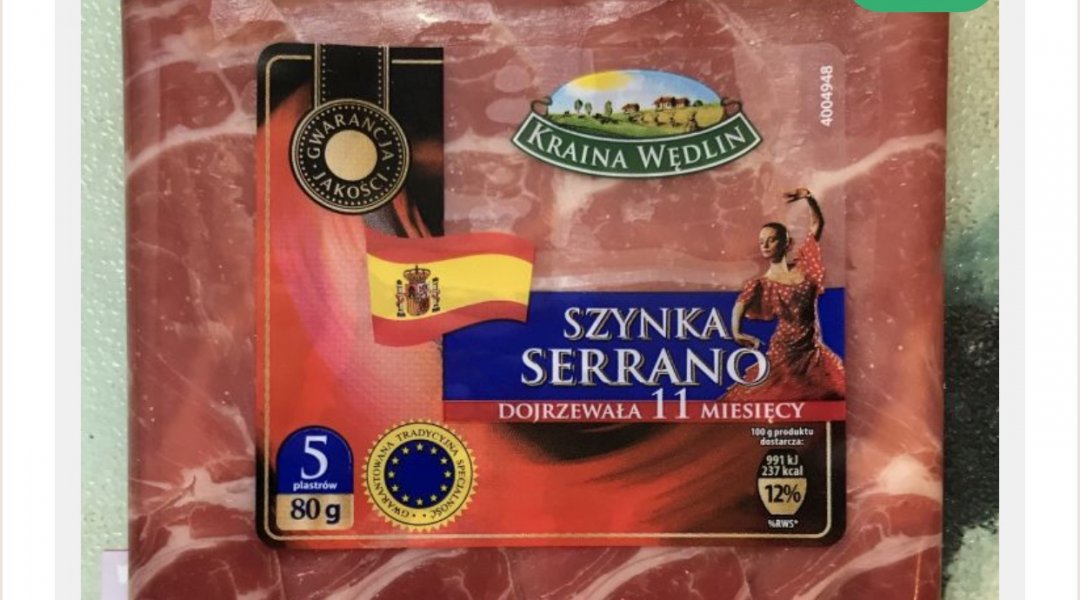 GWARANCJA
JAKOŚCI
KRAINA WĘDLIN
4004948
SZYNKA
SERRANO
DOJRZEWAŁA 11 MIESIĘCY
5
plastrów
80 g
GWARANTOWANA TRADYCYJNA SPECJALNOŚĆ
100 g produktu
dostarcza:
991 kJ
237 kcal
12%
%RWS*